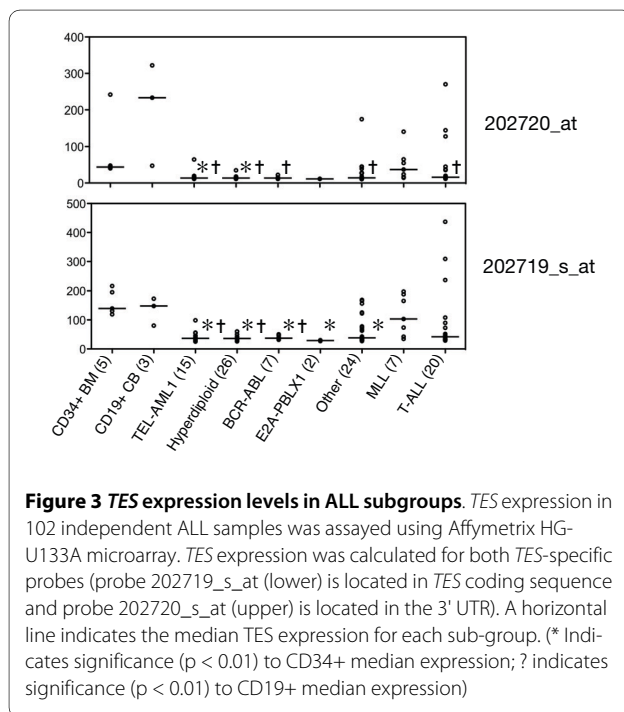 400
300
200
100
0
*† *† † † †
202720_at
500
400
300
200
100
0
*† *† *† * *
202719_s_at
CD34+ BM (5)
CD19+ CB (3)
TEL-AML1 (15)
Hyperdiploid (26)
BCR-ABL (7)
E2A-PBLX1 (2)
Other (24)
MLL (7)
T-ALL (20)
Figure 3 TES expression levels in ALL subgroups. TES expression in
102 independent ALL samples was assayed using Affymetrix HG-
U133A microarray. TES expression was calculated for both TES-specific
probes (probe 202719_s_at (lower) is located in TES coding sequence
and probe 202720_s_at (upper) is located in the 3' UTR). A horizontal
line indicates the median TES expression for each sub-group. (* Indi-
cates significance (p < 0.01) to CD34+ median expression; ? indicates
significance (p < 0.01) to CD19+ median expression)